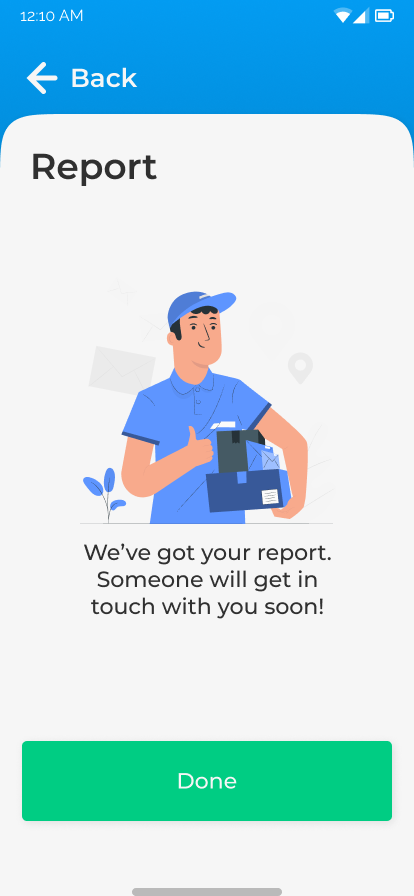 12:10 AM
Back
Report
We’ve got your report.
Someone will get in
touch with you soon!
Done